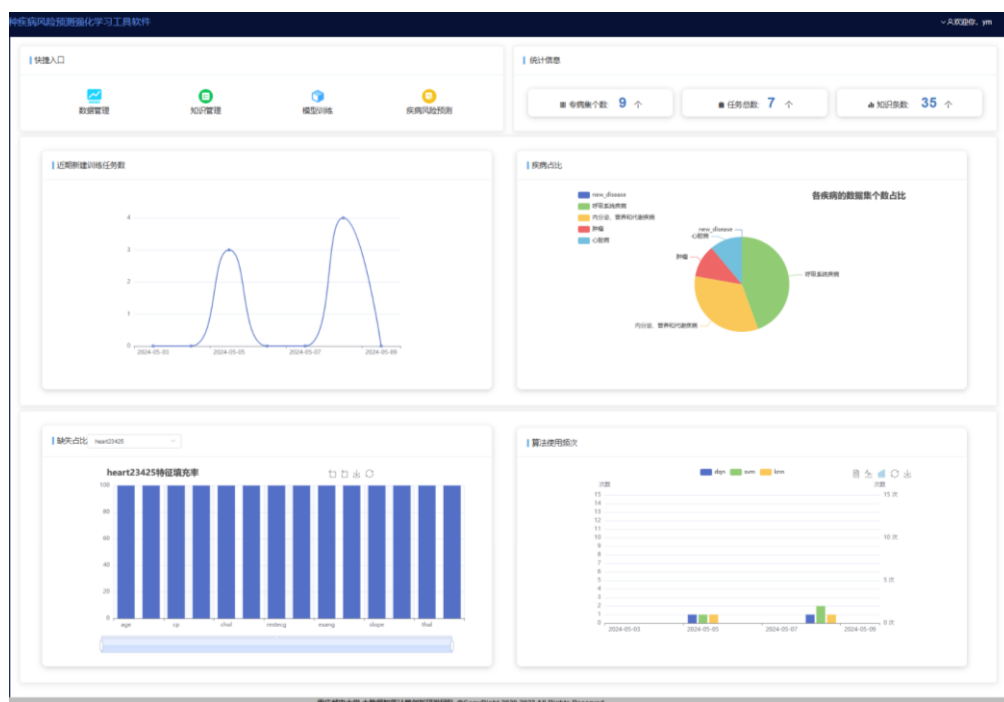 种疾病风险预测强化学习工具软件
欢迎你, ym
快捷入口
数据管理
知识管理
模型训练
疾病风险预测
统计信息
专病集个数: 9 个
任务总数: 7 个
知识条数: 35 个
近期新建训练任务数
4
3
2
1
0
2024-05-03
2024-05-05
2024-05-07
2024-05-09
疾病占比
new_disease
呼吸系统疾病
内分泌、营养和代谢疾病
肿瘤
心脏病
各疾病的数据集个数占比
new_disease
心脏病
肿瘤
呼吸系统疾病
内分泌、营养和代谢疾病
缺失占比
heart23425
heart23425特征填充率
100
80
60
40
20
0
age
cp
chol
restecg
exang
slope
thal
算法使用频次
dqn
svm
knn
次数
15
14
13
12
11
10
9
8
7
6
5
4
3
2
1
0
次数
15 次
10 次
5 次
0 次
2024-05-03
2024-05-05
2024-05-07
2024-05-09
All Rights Reserved